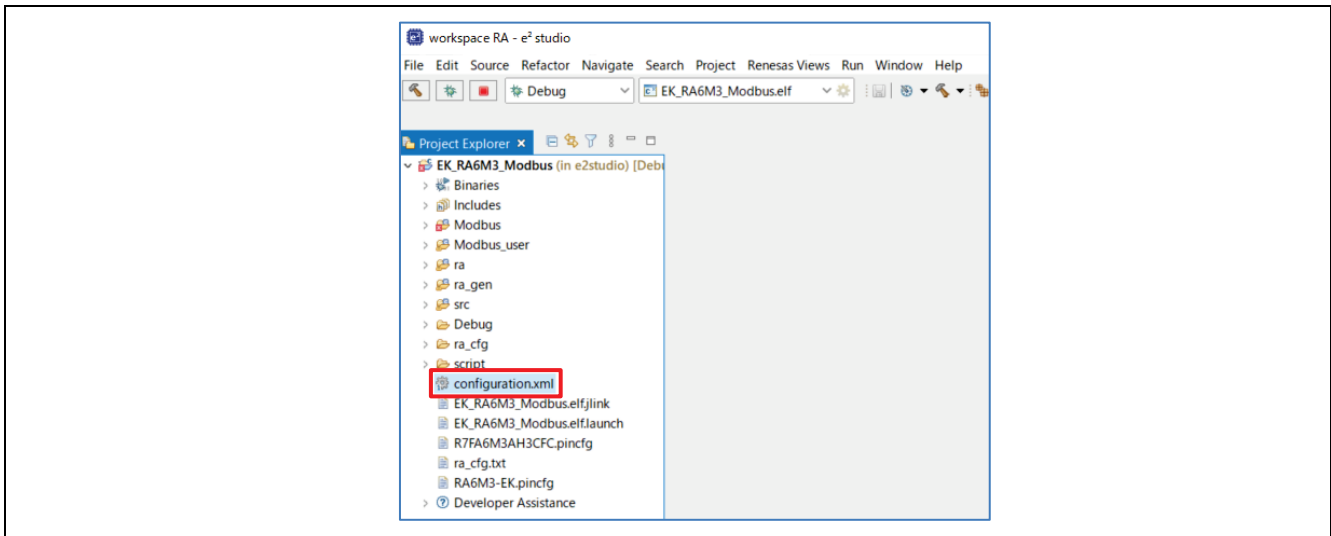 workspace RA - e² studio
File Edit Source Refactor Navigate Search Project Renesas Views Run Window Help
Debug EK_RA6M3_Modbus.elf
Project Explorer
EK_RA6M3_Modbus (in e2studio) [Debu
Binaries
Includes
Modbus
Modbus_user
ra
ra_gen
src
Debug
ra_cfg
script
configuration.xml
EK_RA6M3_Modbus.elf.jlink
EK_RA6M3_Modbus.elf.launch
R7FA6M3AH3CFC.pincfg
ra_cfg.txt
RA6M3-EK.pincfg
Developer Assistance